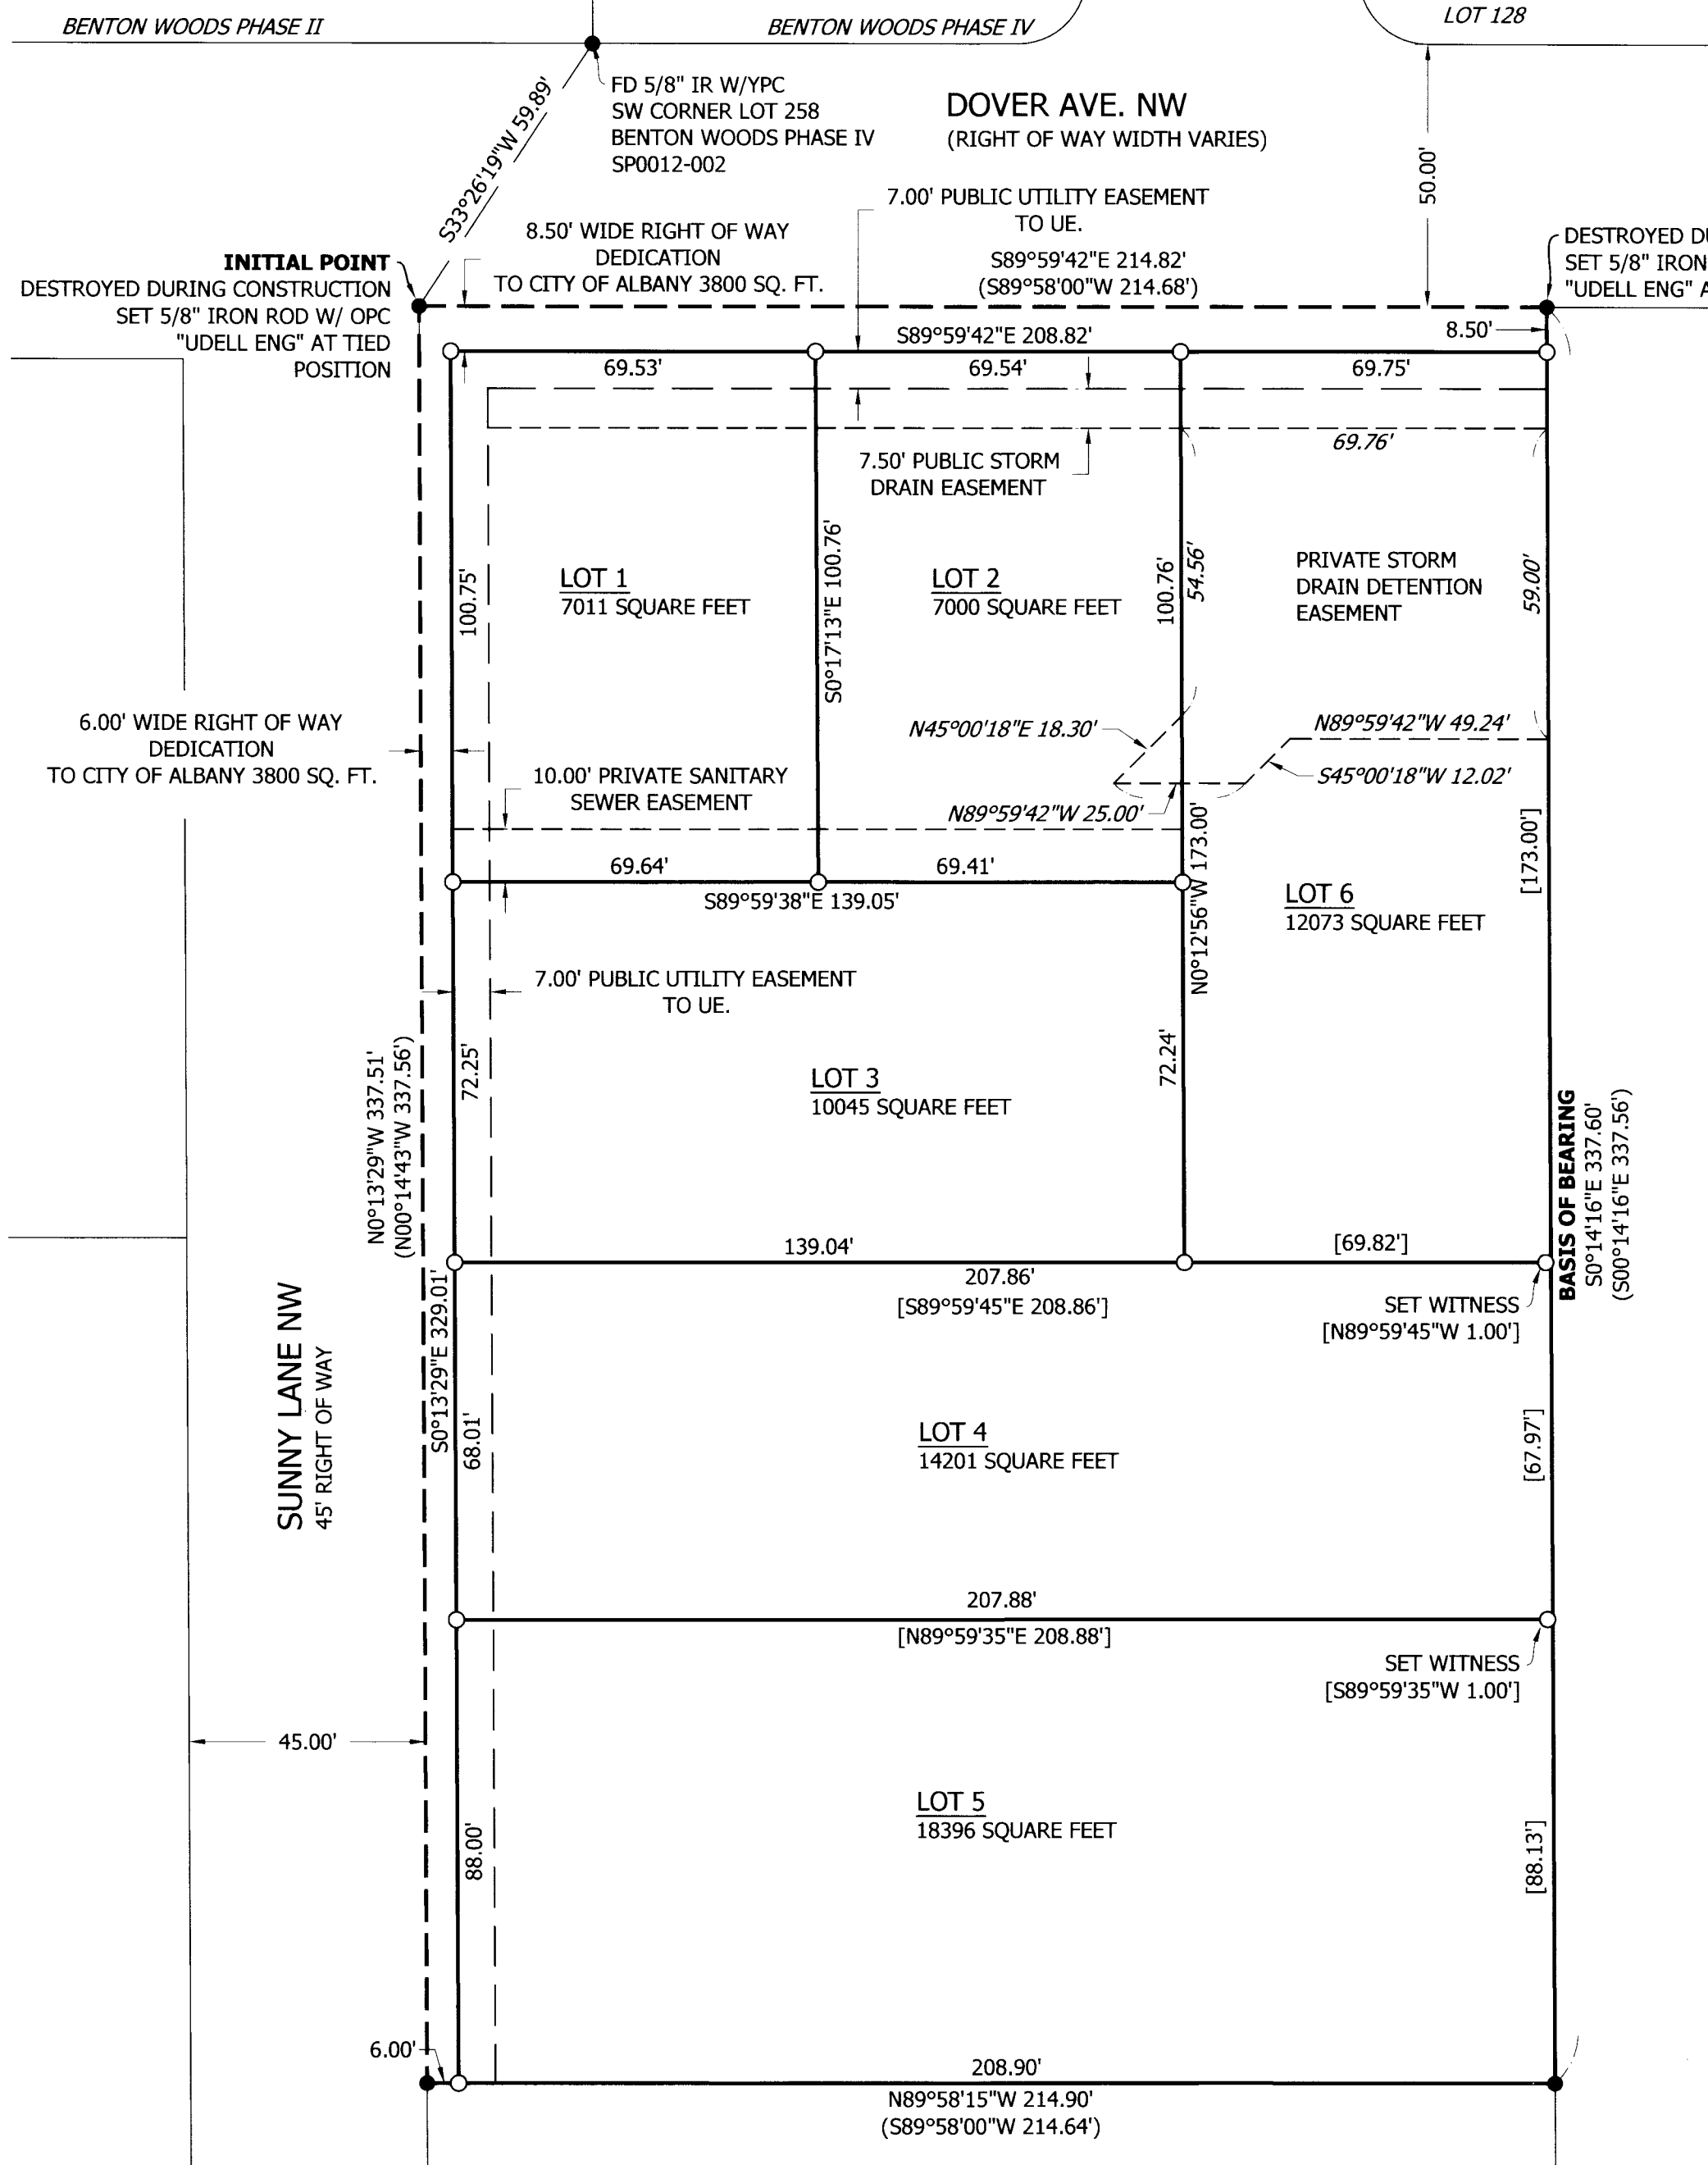 BENTON WOODS PHASE II
BENTON WOODS PHASE IV
LOT 128
S33°26'19"W 59.89'
FD 5/8" IR W/YPC
SW CORNER LOT 258
BENTON WOODS PHASE IV
SP0012-002
DOVER AVE. NW
(RIGHT OF WAY WIDTH VARIES)
50.00'
7.00' PUBLIC UTILITY EASEMENT
TO UE.
8.50' WIDE RIGHT OF WAY
DEDICATION
TO CITY OF ALBANY 3800 SQ. FT.
S89°59'42"E 214.82'
(S89°58'00"W 214.68')
INITIAL POINT
DESTROYED DURING CONSTRUCTION
SET 5/8" IRON ROD W/ OPC
"UDELL ENG" AT TIED
POSITION
DESTROYED DU
SET 5/8" IRON
"UDELL ENG" A
8.50'
S89°59'42"E 208.82'
69.53'
69.54'
69.75'
69.76'
7.50' PUBLIC STORM
DRAIN EASEMENT
100.75'
LOT 1
7011 SQUARE FEET
S0°17'13"E 100.76'
LOT 2
7000 SQUARE FEET
100.76'
54.56'
PRIVATE STORM
DRAIN DETENTION
EASEMENT
59.00'
6.00' WIDE RIGHT OF WAY
DEDICATION
TO CITY OF ALBANY 3800 SQ. FT.
N45°00'18"E 18.30'
N89°59'42"W 49.24'
S45°00'18"W 12.02'
10.00' PRIVATE SANITARY
SEWER EASEMENT
N89°59'42"W 25.00'
[173.00']
69.64'
69.41'
S89°59'38"E 139.05'
N0°12'56"W 173.00'
LOT 6
12073 SQUARE FEET
7.00' PUBLIC UTILITY EASEMENT
TO UE.
N0°13'29"W 337.51'
(N00°14'43"W 337.56')
72.25'
LOT 3
10045 SQUARE FEET
72.24'
BASIS OF BEARING
S0°14'16"E 337.60'
(S00°14'16"E 337.56')
139.04'
[69.82']
207.86'
[S89°59'45"E 208.86']
SET WITNESS
[N89°59'45"W 1.00']
SUNNY LANE NW
45' RIGHT OF WAY
S0°13'29"E 329.01'
68.01'
LOT 4
14201 SQUARE FEET
[67.97']
207.88'
[N89°59'35"E 208.88']
SET WITNESS
[S89°59'35"W 1.00']
45.00'
LOT 5
18396 SQUARE FEET
88.00'
[88.13']
6.00'
208.90'
N89°58'15"W 214.90'
(S89°58'00"W 214.64')